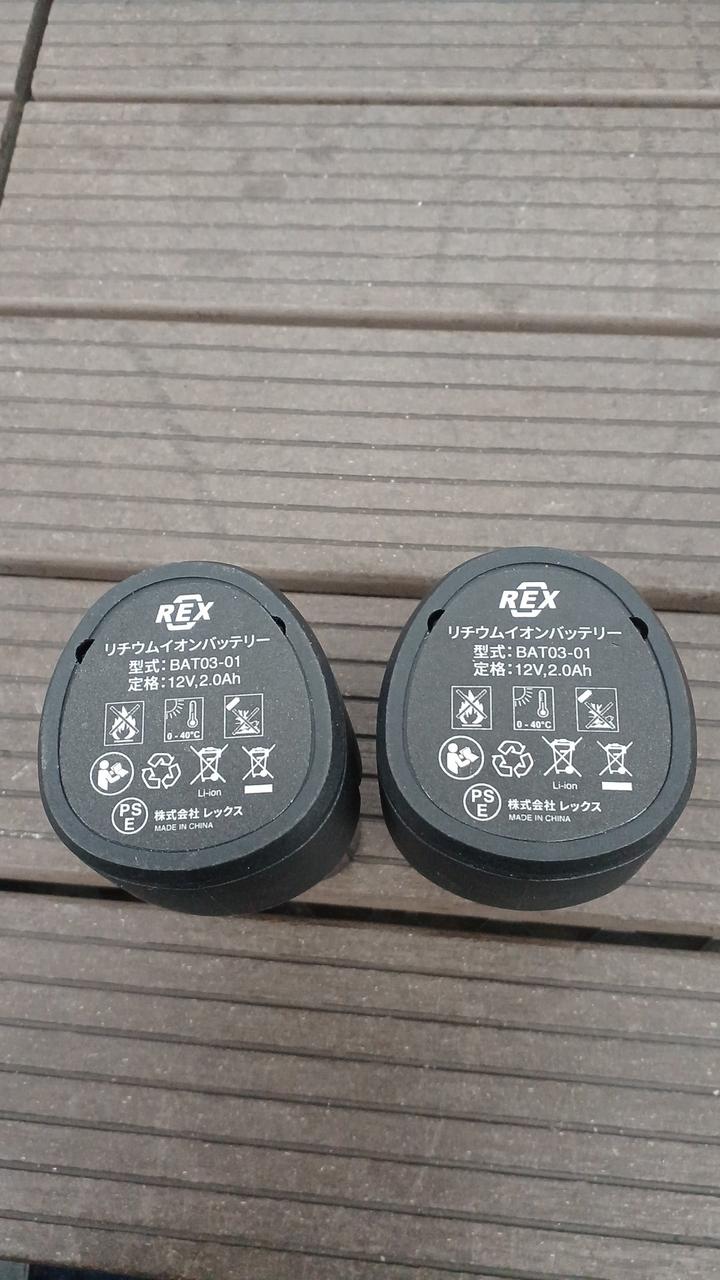 REX
リチウムイオンバッテリー
型式：BAT03-01
定格：12V,2.0Ah
0 - 40°C
Li-ion
PS
E
株式会社 レックス
MADE IN CHINA
REX
リチウムイオンバッテリー
型式：BAT03-01
定格：12V,2.0Ah
0 - 40°C
Li-ion
PS
E
株式会社 レックス
MADE IN CHINA